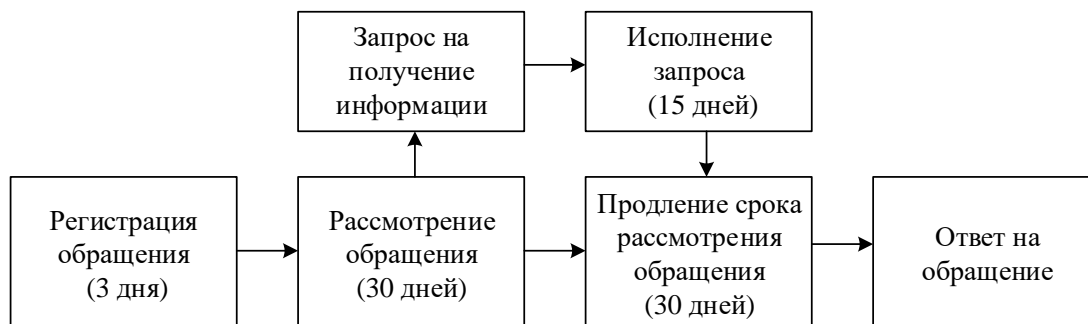 Запрос на
получение
информации
Исполнение
запроса
(15 дней)
Регистрация
обращения
(3 дня)
Рассмотрение
обращения
(30 дней)
Продление срока
рассмотрения
обращения
(30 дней)
Ответ на
обращение